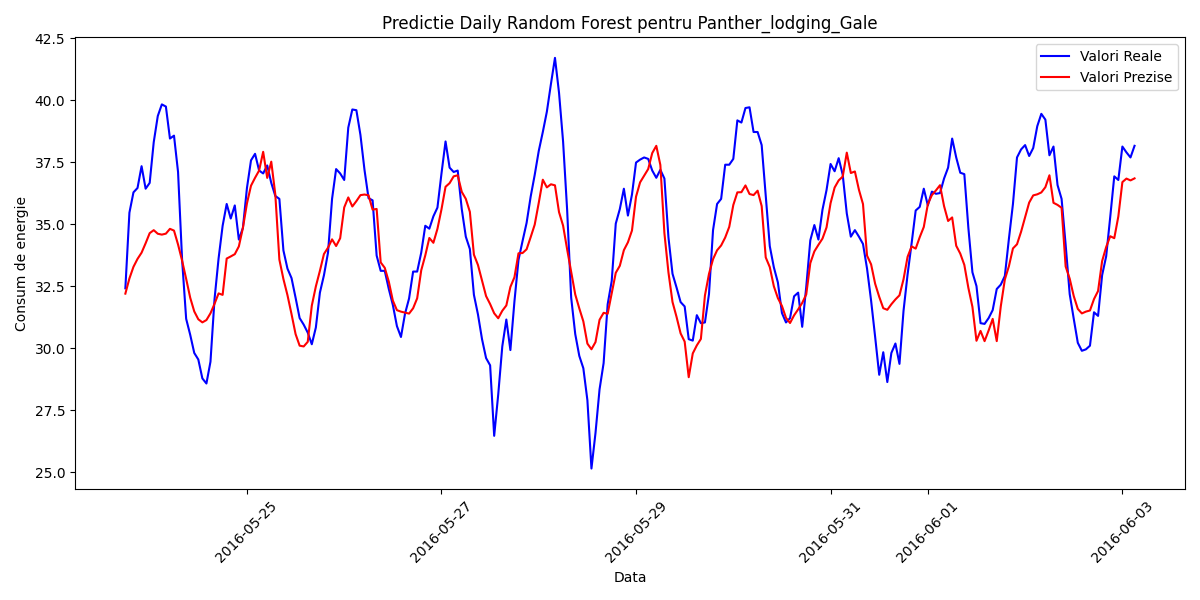 Predictie Daily Random Forest pentru Panther_lodging_Gale
Valori Reale
Valori Prezise
Consum de energie
42.5
40.0
37.5
35.0
32.5
30.0
27.5
25.0
2016-05-25
2016-05-27
2016-05-29
2016-05-31
2016-06-01
2016-06-03
Data